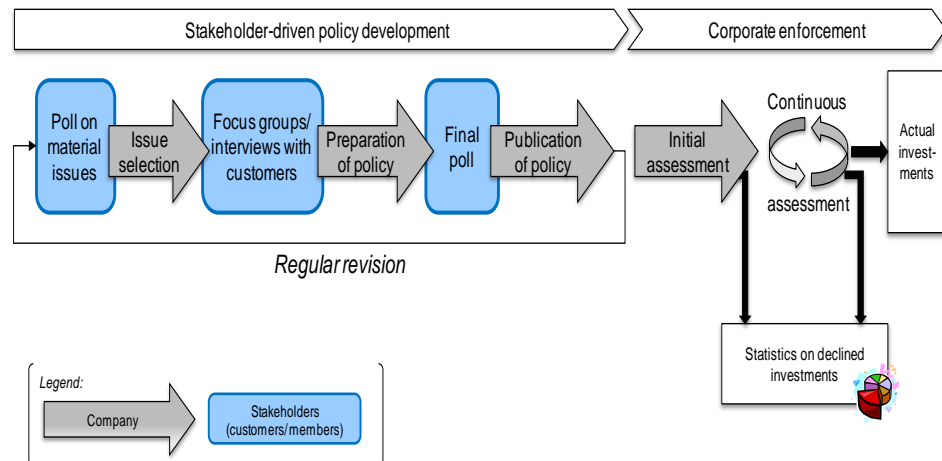 Stakeholder-driven policy development
Corporate enforcement
Poll on
material
issues
Issue
selection
Focus groups/
interviews with
customers
Preparation
of policy
Final
poll
Publication
of policy
Initial
assessment
Continuous
assessment
Actual
invest-
ments
Regular revision
Statistics on declined
investments
Legend:
Company
Stakeholders
(customers/members)